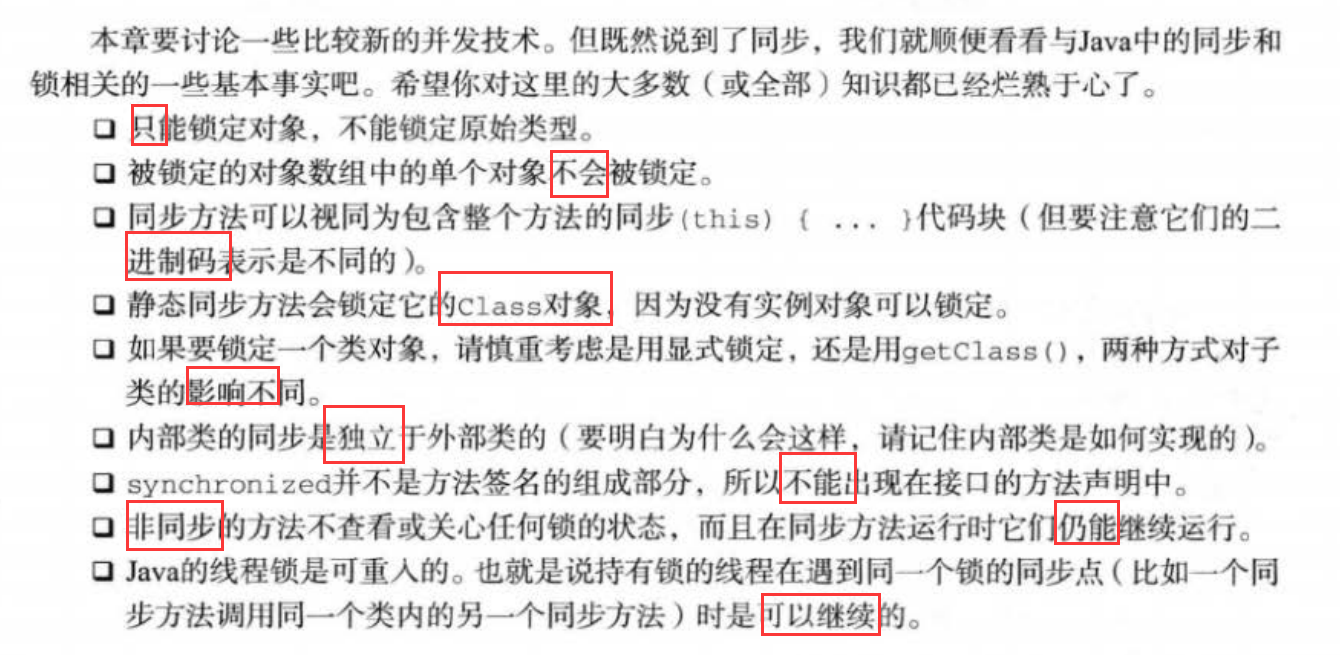 本章要讨论一些比较新的并发技术。但既然说到了同步，我们就顺便看看与Java中的同步和
锁相关的一些基本事实吧。希望你对这里的大多数（或全部）知识都已经烂熟于心了。
❑ 只能锁定对象，不能锁定原始类型。
❑ 被锁定的对象数组中的单个对象不会被锁定。
❑ 同步方法可以视同为包含整个方法的同步(this) { ... }代码块（但要注意它们的二
进制码表示是不同的）。
❑ 静态同步方法会锁定它的Class对象，因为没有实例对象可以锁定。
❑ 如果要锁定一个类对象，请慎重考虑是用显式锁定，还是用getClass()，两种方式对子
类的影响不同。
❑ 内部类的同步是独立于外部类的（要明白为什么会这样，请记住内部类是如何实现的）。
❑ synchronized并不是方法签名的组成部分，所以不能出现在接口的方法声明中。
❑ 非同步的方法不查看或关心任何锁的状态，而且在同步方法运行时它们仍能继续运行。
❑ Java的线程锁是可重入的。也就是说持有锁的线程在遇到同一个锁的同步点（比如一个同
步方法调用同一个类内的另一个同步方法）时是可以继续的。